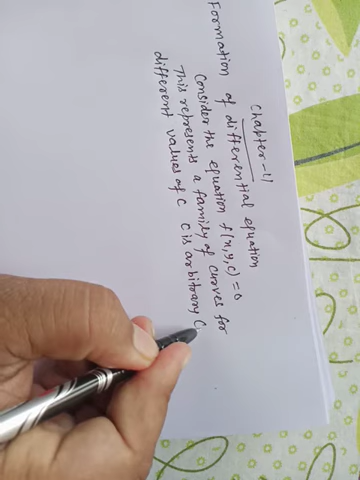 Chapter-4
Formation of differential equation
Consider the equation f(x,y,c)=0
This represents a family of curves for
different values of c c is arbitrary C